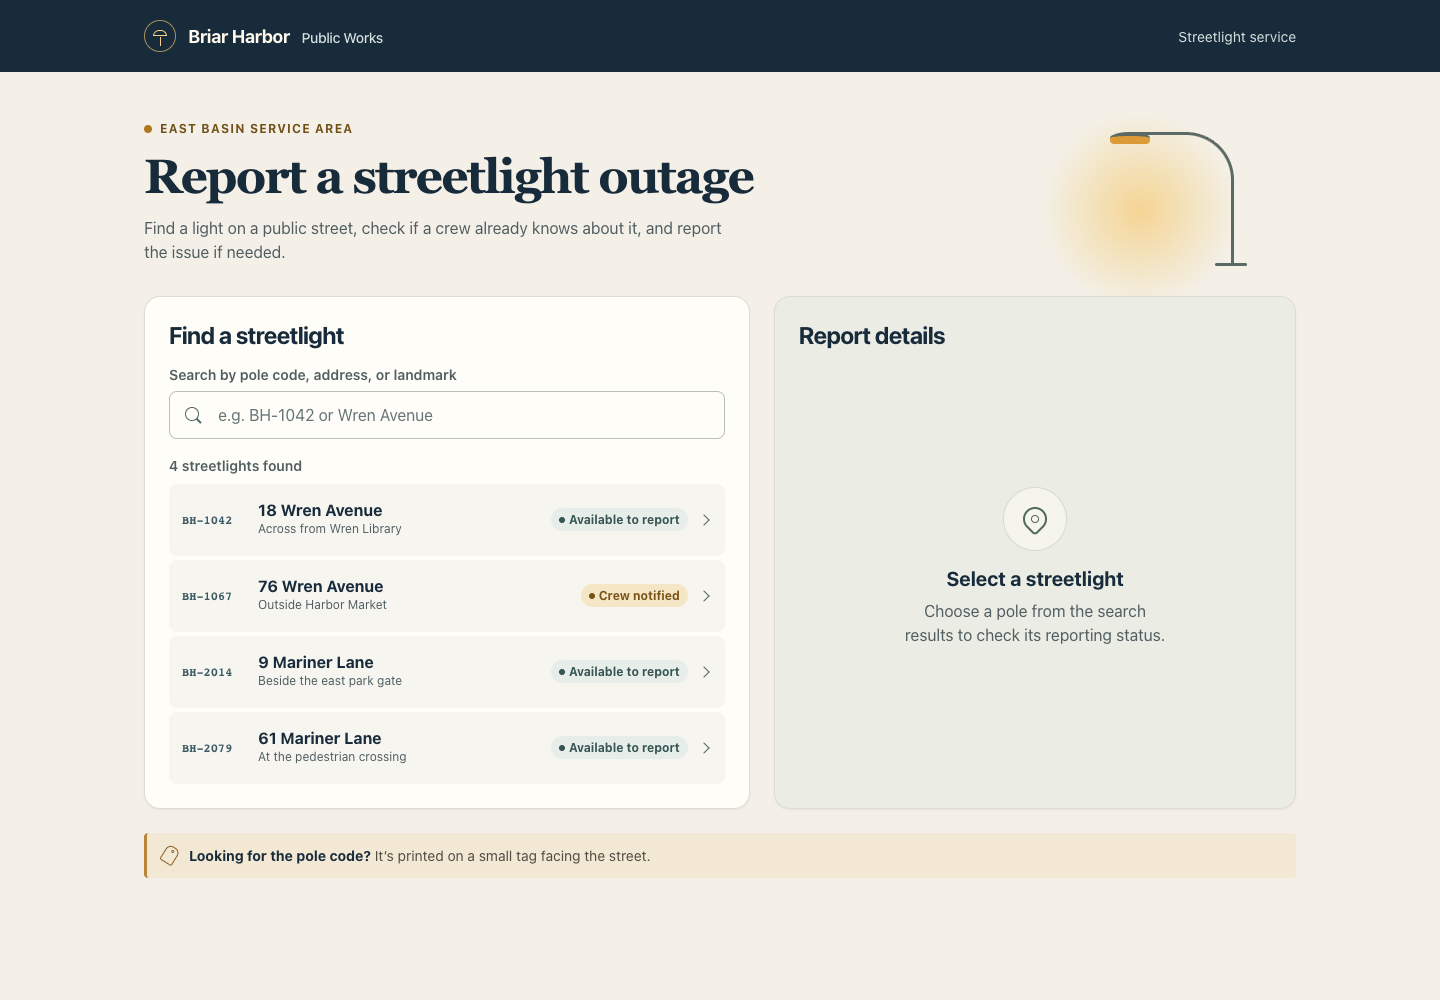 Briar Harbor Public Works
Streetlight service
EAST BASIN SERVICE AREA
Report a streetlight outage
Find a light on a public street, check if a crew already knows about it, and report
the issue if needed.
Find a streetlight
Search by pole code, address, or landmark
e.g. BH-1042 or Wren Avenue
4 streetlights found
BH-1042
18 Wren Avenue
Across from Wren Library
Available to report
BH-1067
76 Wren Avenue
Outside Harbor Market
Crew notified
BH-2014
9 Mariner Lane
Beside the east park gate
Available to report
BH-2079
61 Mariner Lane
At the pedestrian crossing
Available to report
Report details
Select a streetlight
Choose a pole from the search
results to check its reporting status.
Looking for the pole code? It’s printed on a small tag facing the street.